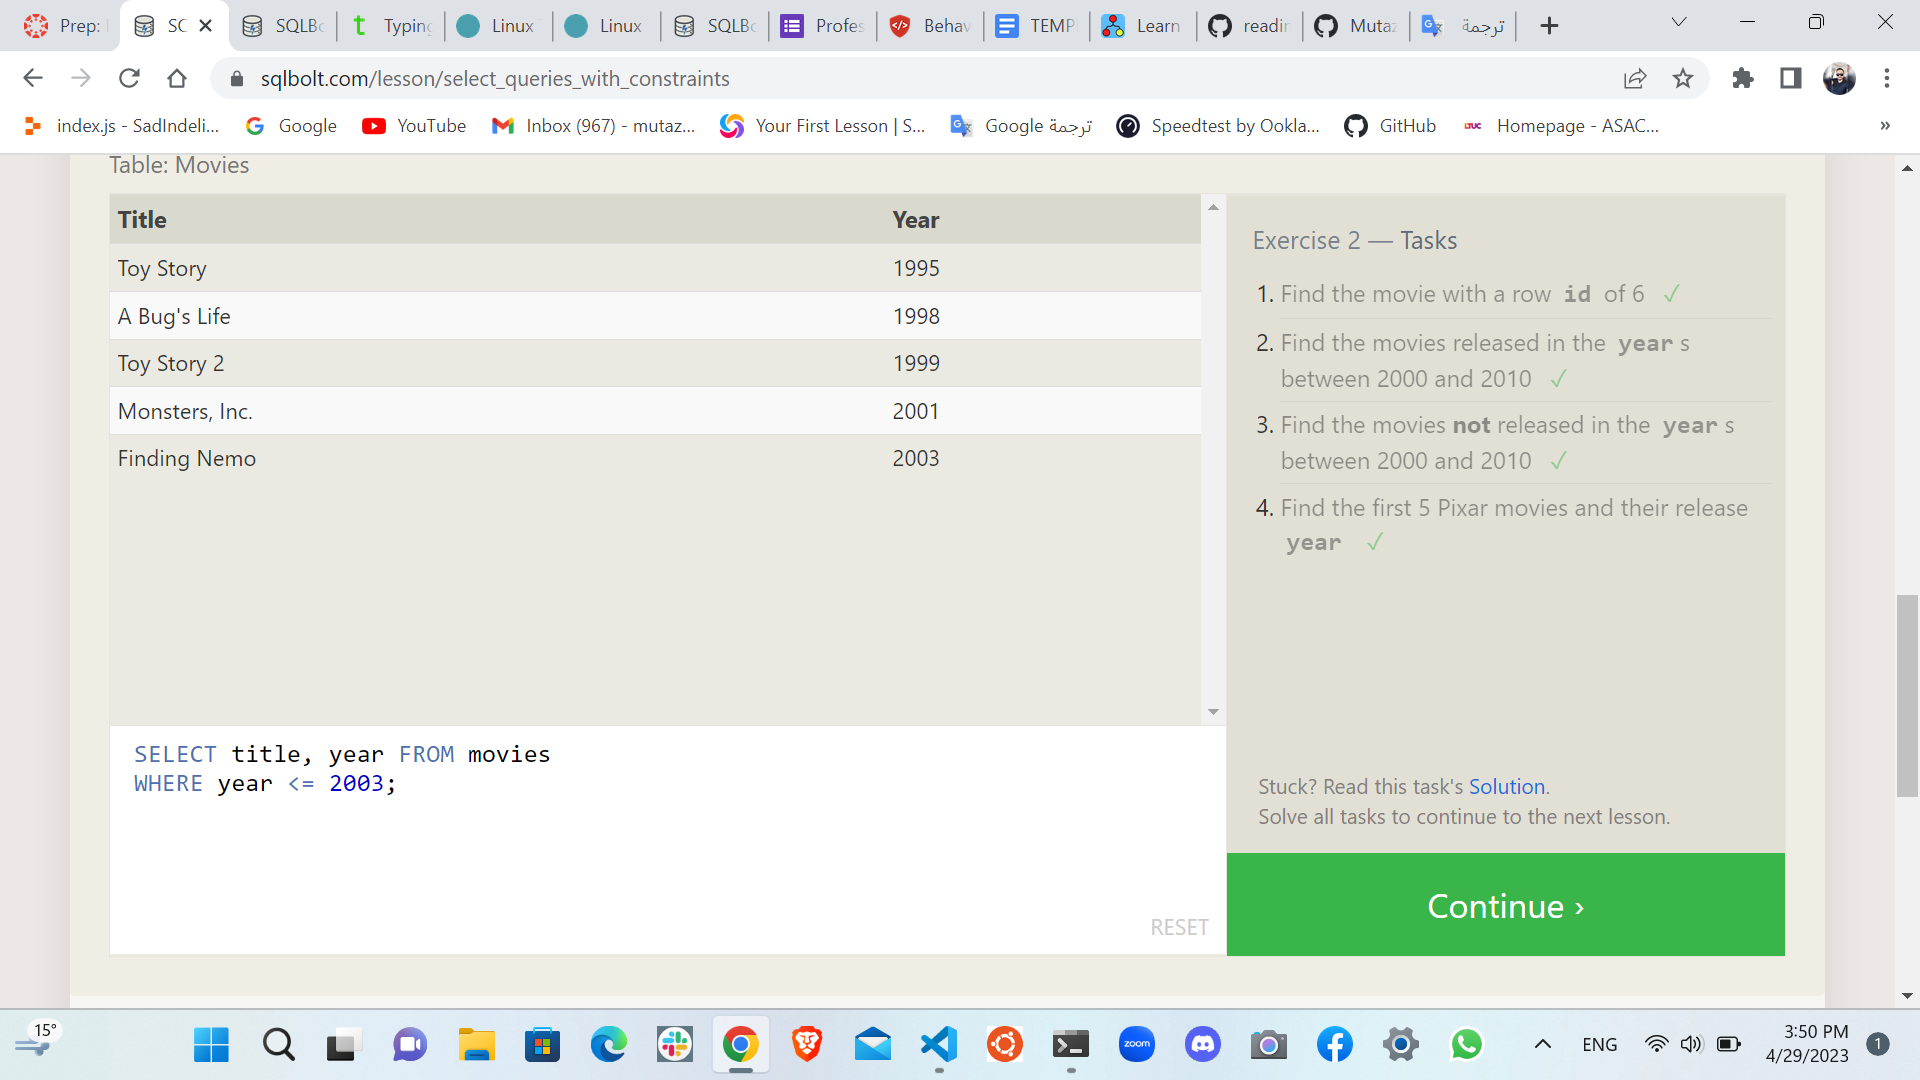 Prep:
SC
SQLBo
Typing
Linux
Linux
SQLBo
Profes
Behav
TEMP
Learn
readin
Mutaz
ترجمة
sqlbolt.com/lesson/select_queries_with_constraints
index.js - SadIndeli...
Google
YouTube
Inbox (967) - mutaz...
Your First Lesson | S...
ترجمة Google
Speedtest by Ookla...
GitHub
LTUC
Homepage - ASAC...
»
Table: Movies
Title Year
Toy Story 1995
A Bug's Life 1998
Toy Story 2 1999
Monsters, Inc. 2001
Finding Nemo 2003
SELECT title, year FROM movies
WHERE year <= 2003;
RESET
Exercise 2 — Tasks
1. Find the movie with a row id of 6 ✓
2. Find the movies released in the year s
between 2000 and 2010 ✓
3. Find the movies not released in the year s
between 2000 and 2010 ✓
4. Find the first 5 Pixar movies and their release
year ✓
Stuck? Read this task's Solution.
Solve all tasks to continue to the next lesson.
Continue ›
15°
zoom
ENG
3:50 PM
4/29/2023
1